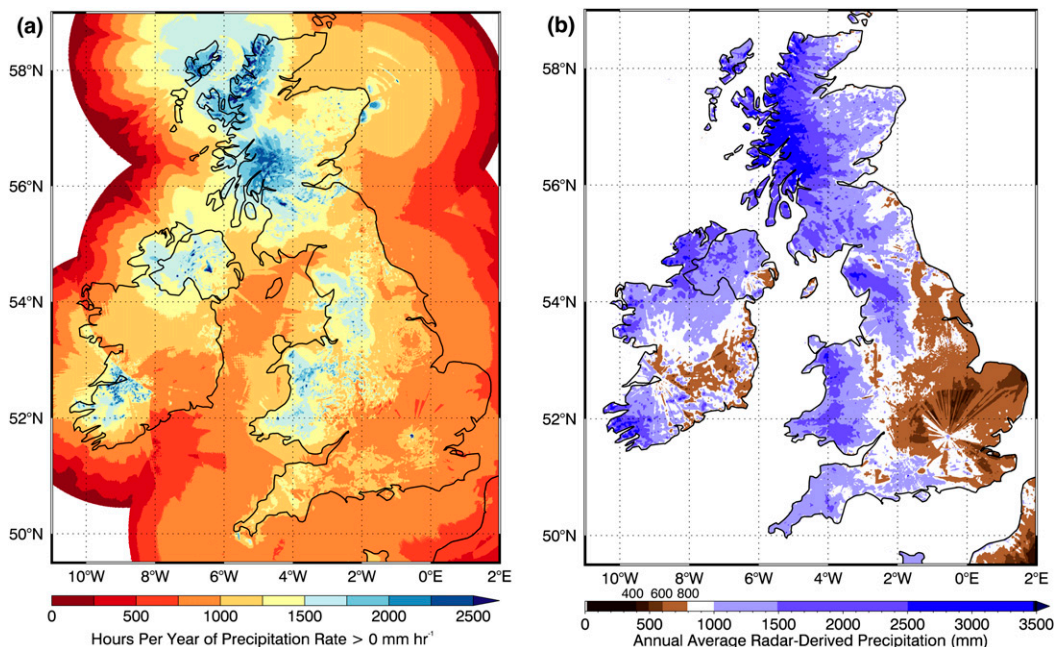 (a)
58°N
56°N
54°N
52°N
50°N
10°W 8°W 6°W 4°W 2°W 0°E 2°E
0 500 1000 1500 2000 2500
Hours Per Year of Precipitation Rate > 0 mm hr⁻¹
(b)
58°N
56°N
54°N
52°N
50°N
10°W 8°W 6°W 4°W 2°W 0°E 2°E
400 600 800
0 500 1000 1500 2000 2500 3000 3500
Annual Average Radar-Derived Precipitation (mm)